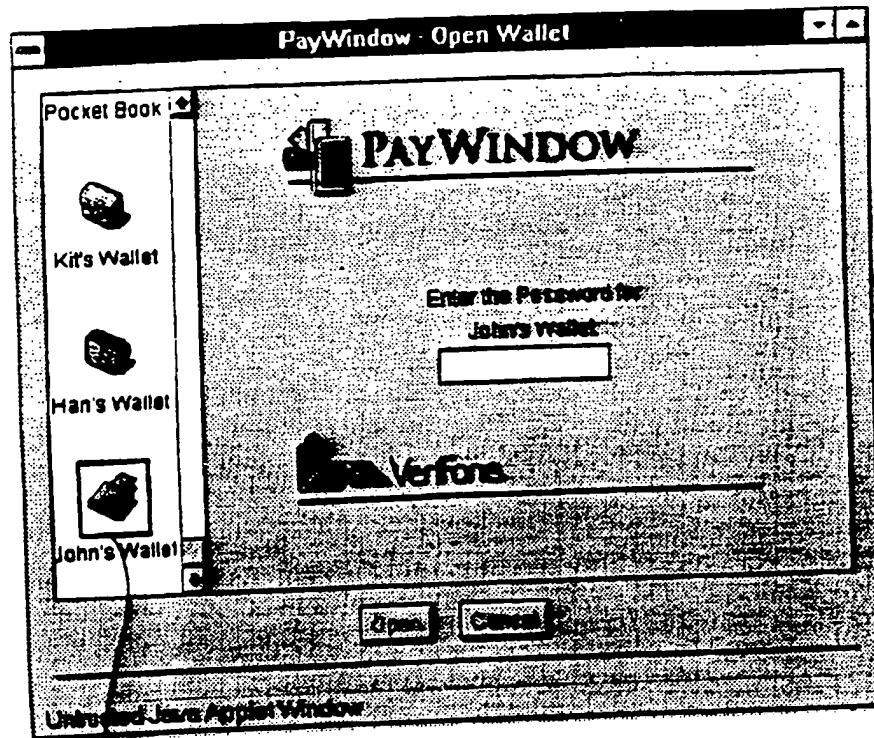 PayWindow - Open Wallet
Pocket Book
Kit's Wallet
Han's Wallet
John's Wallet
PAYWINDOW
Enter the Password for
John's Wallet:
VeriFone
Open
Cancel
Untrusted Java Applet Window